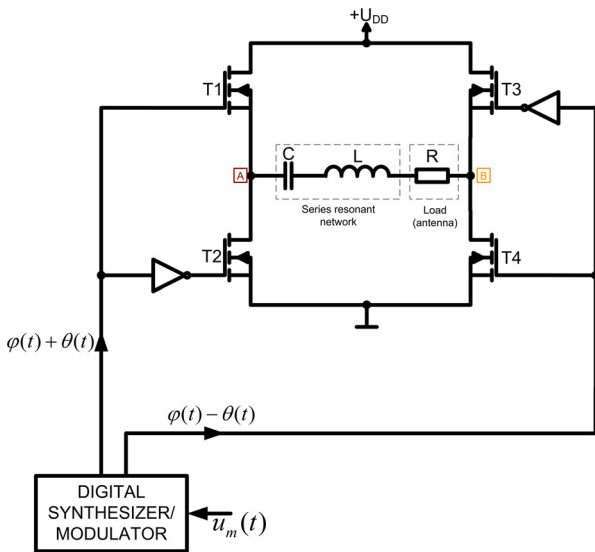 +U_DD
T1
T3
A
C
L
R
B
Series resonant
network
Load
(antenna)
T2
T4
φ(t)+θ(t)
φ(t)−θ(t)
DIGITAL
SYNTHESIZER/
MODULATOR
u_m(t)